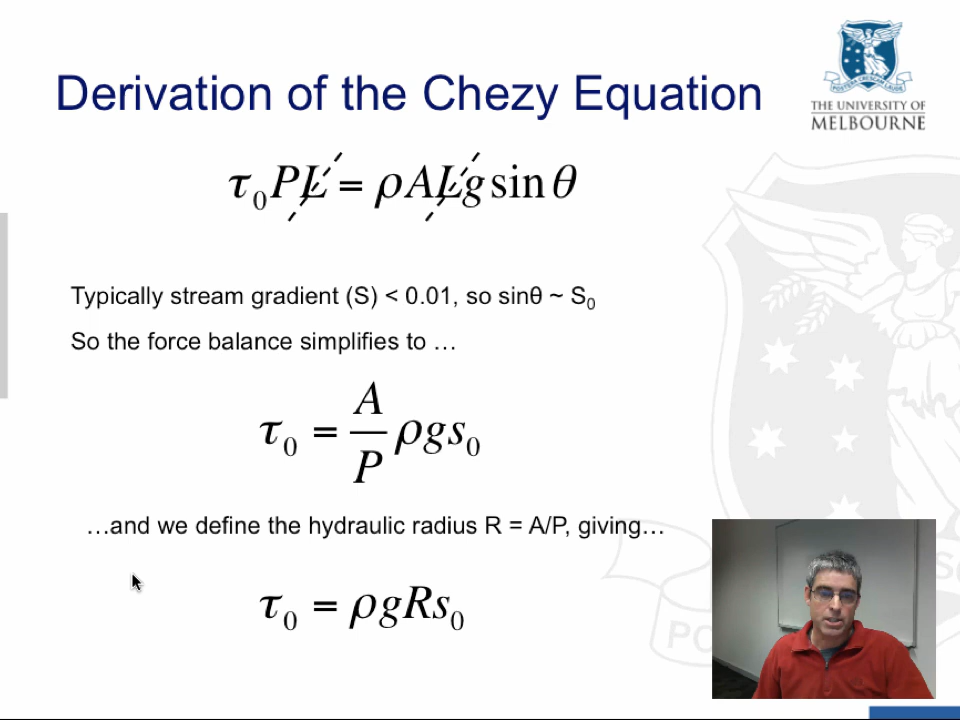 Derivation of the Chezy Equation
THE UNIVERSITY OF
MELBOURNE
τ₀PL = ρALg sin θ
Typically stream gradient (S) < 0.01, so sinθ ~ S₀
So the force balance simplifies to …
τ₀ = A/P ρgs₀
…and we define the hydraulic radius R = A/P, giving…
τ₀ = ρgRs₀